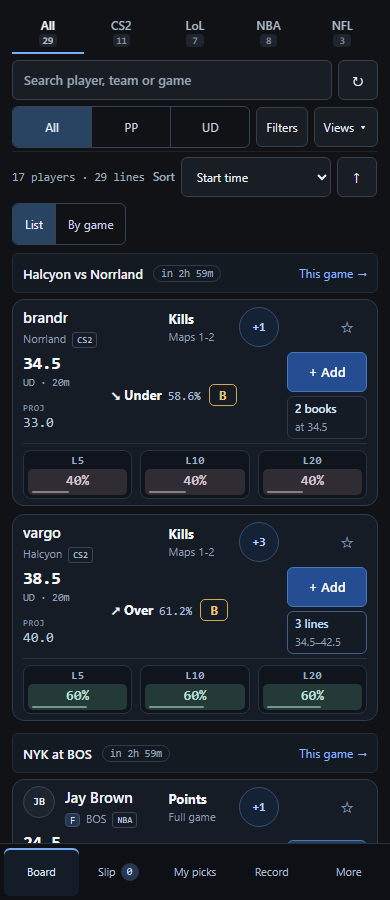 All CS2 LoL NBA NFL
29 11 7 8 3
Search player, team or game ↻
All PP UD Filters Views ▾
17 players · 29 lines Sort Start time ↑
List By game
Halcyon vs Norrland in 2h 59m This game →
brandr Kills +1 ☆
Norrland CS2 Maps 1-2
34.5 + Add
UD · 20m
↘ Under 58.6% B
PROJ 2 books
33.0 at 34.5
L5 L10 L20
40% 40% 40%
vargo Kills +3 ☆
Halcyon CS2 Maps 1-2
38.5 + Add
UD · 20m
↗ Over 61.2% B
PROJ 3 lines
40.0 34.5–42.5
L5 L10 L20
60% 60% 60%
NYK at BOS in 2h 59m This game →
JB Jay Brown Points +1 ☆
F BOS NBA Full game
24.5
Board Slip 0 My picks Record More